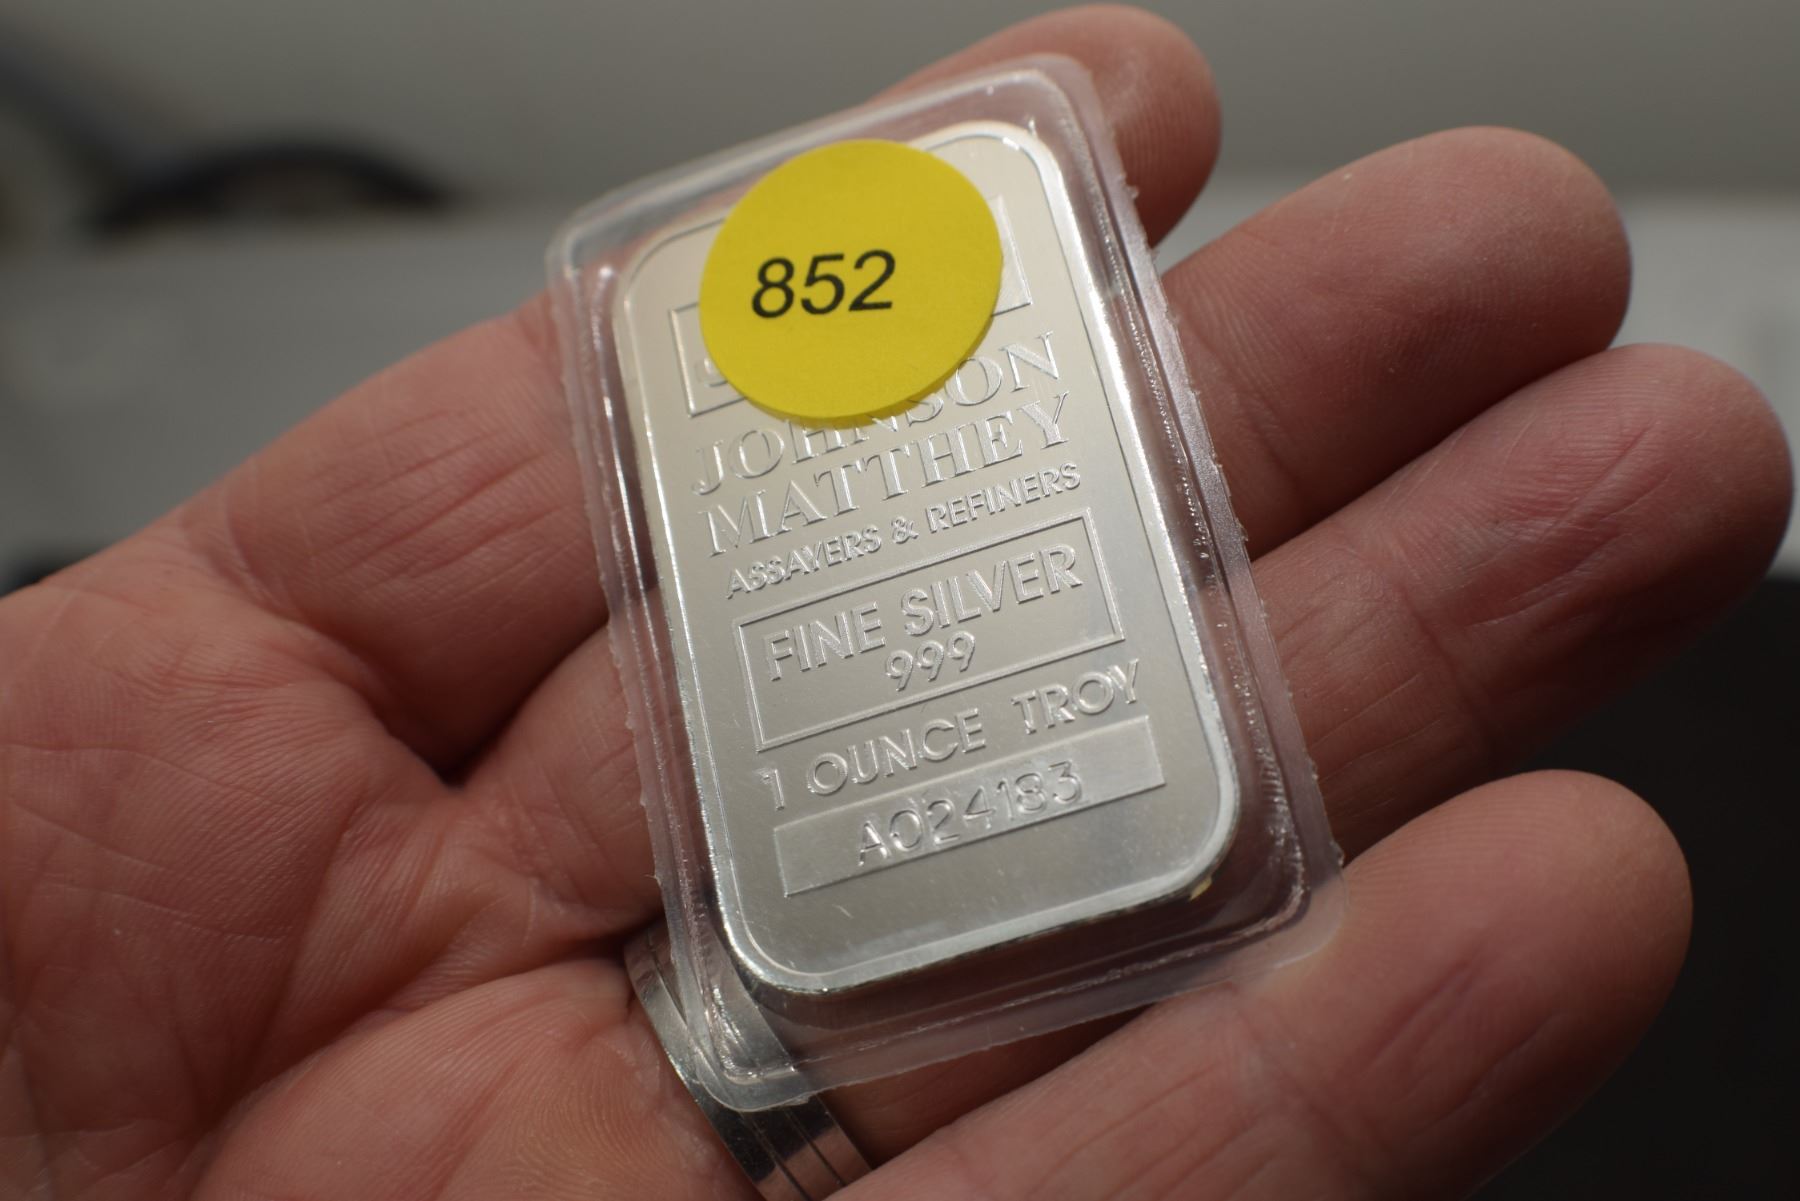 852
JOHNSON
MATTHEY
ASSAYERS & REFINERS
FINE SILVER
999
1 OUNCE TROY
A024183